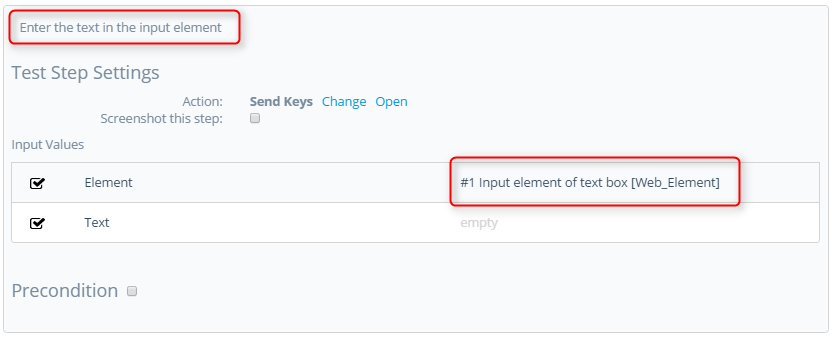 Enter the text in the input element
Test Step Settings
Action: Send Keys Change Open
Screenshot this step:
Input Values
Element #1 Input element of text box [Web_Element]
Text empty
Precondition